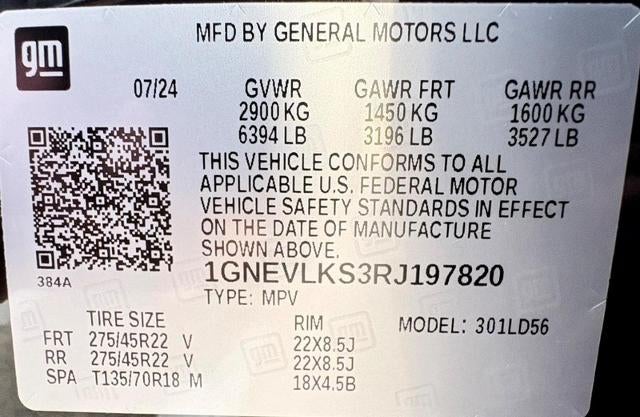 gm
MFD BY GENERAL MOTORS LLC
07/24 GVWR GAWR FRT GAWR RR
2900 KG 1450 KG 1600 KG
6394 LB 3196 LB 3527 LB
THIS VEHICLE CONFORMS TO ALL
APPLICABLE U.S. FEDERAL MOTOR
VEHICLE SAFETY STANDARDS IN EFFECT
ON THE DATE OF MANUFACTURE
SHOWN ABOVE.
384A
1GNEVLKS3RJ197820
TYPE: MPV
TIRE SIZE RIM MODEL: 301LD56
FRT 275/45R22 V 22X8.5J
RR 275/45R22 V 22X8.5J
SPA T135/70R18 M 18X4.5B